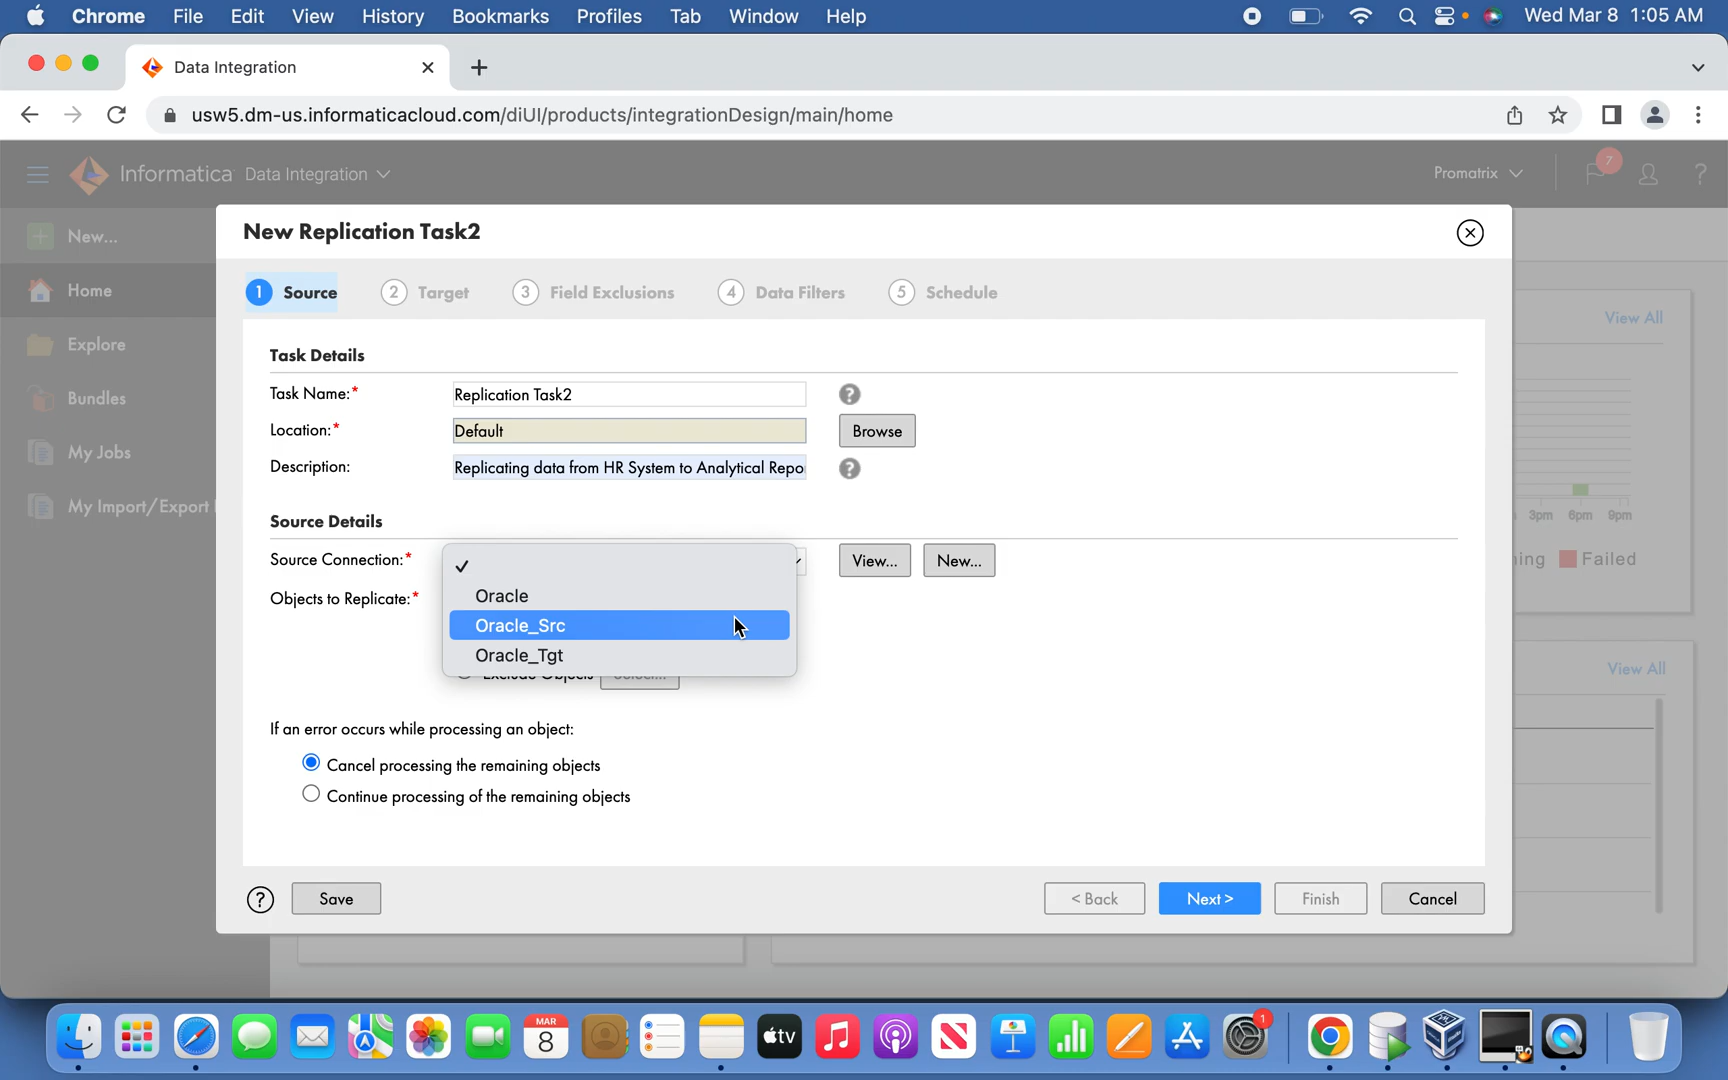 Chrome File Edit View History Bookmarks Profiles Tab Window Help Wed Mar 8 1:05 AM
Data Integration
usw5.dm-us.informaticacloud.com/diUI/products/integrationDesign/main/home
Informatica Data Integration Promatrix 7 ?
New...
Home
Explore
Bundles
My Jobs
My Import/Export
New Replication Task2
1 Source 2 Target 3 Field Exclusions 4 Data Filters 5 Schedule
View All
Task Details
Task Name:* Replication Task2 ?
Location:* Default Browse
Description: Replicating data from HR System to Analytical Repo ?
3pm 6pm 9pm
Source Details
Source Connection:* ✓ View... New...
Failed
Objects to Replicate:* Oracle
Oracle_Src
Oracle_Tgt
View All
Exclude Objects Select...
If an error occurs while processing an object:
Cancel processing the remaining objects
Continue processing of the remaining objects
? Save < Back Next > Finish Cancel
MAR
8
tv
1